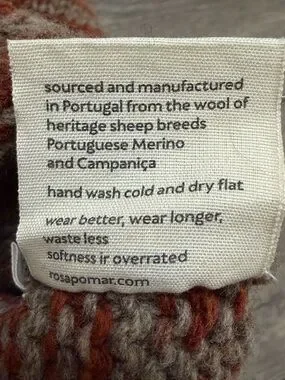 sourced and manufactured
in Portugal from the wool of
heritage sheep breeds
Portuguese Merino
and Campaniça
hand wash cold and dry flat
wear better, wear longer,
waste less
softness ir overrated
rosapomar.com